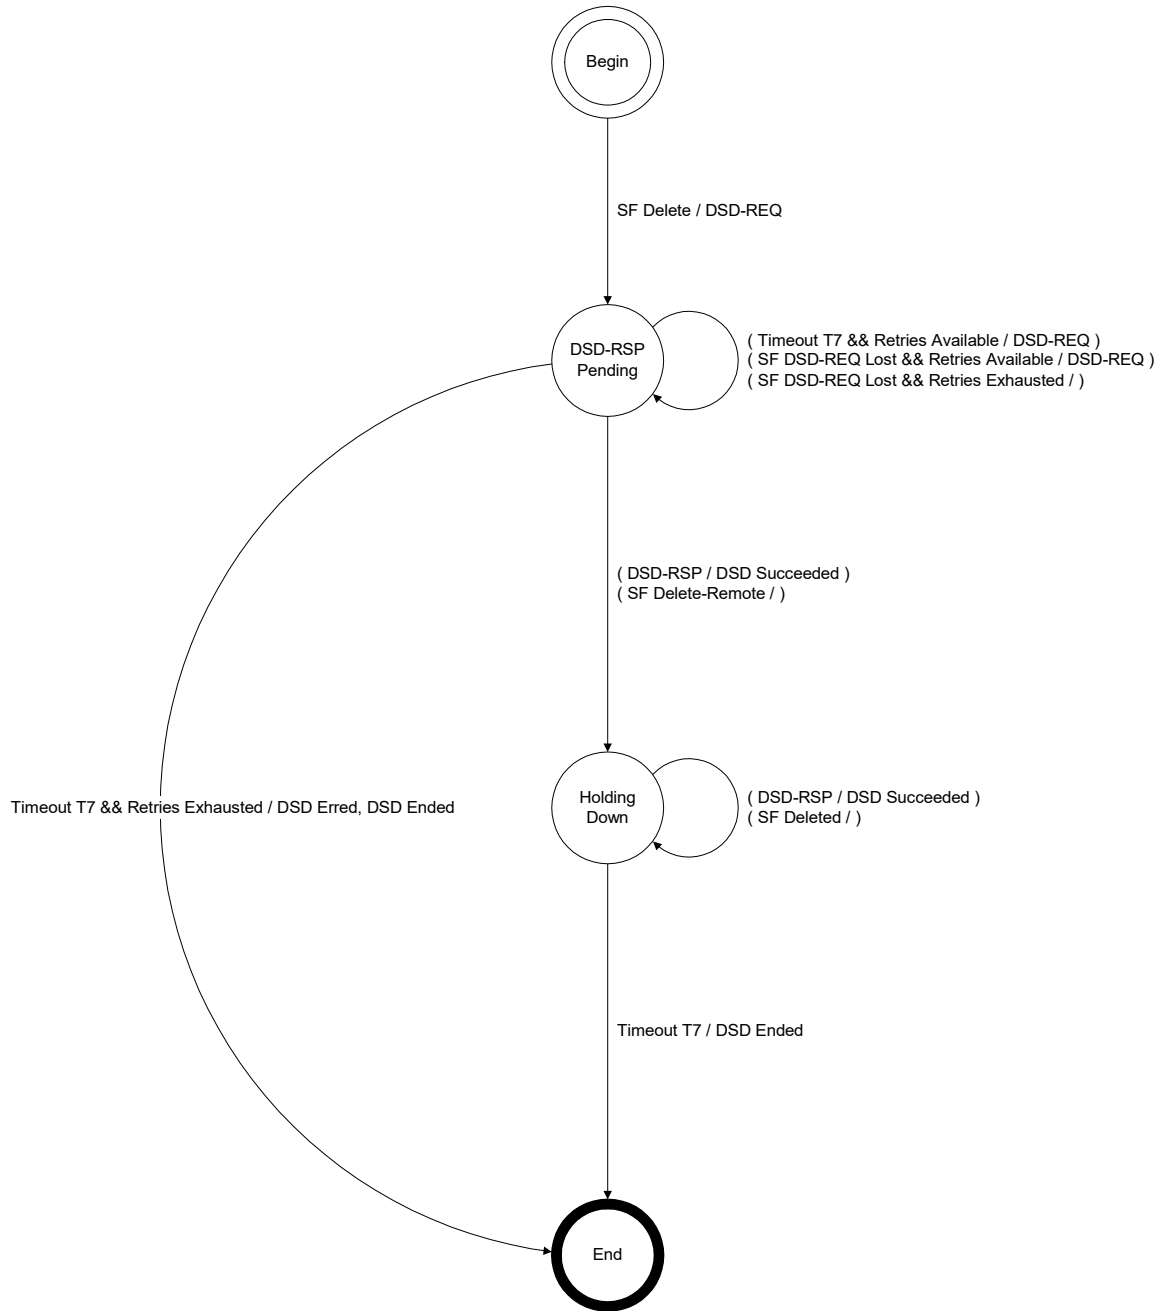 Begin
SF Delete / DSD-REQ
DSD-RSP
Pending
( Timeout T7 && Retries Available / DSD-REQ )
( SF DSD-REQ Lost && Retries Available / DSD-REQ )
( SF DSD-REQ Lost && Retries Exhausted / )
( DSD-RSP / DSD Succeeded )
( SF Delete-Remote / )
Timeout T7 && Retries Exhausted / DSD Erred, DSD Ended
Holding
Down
( DSD-RSP / DSD Succeeded )
( SF Deleted / )
Timeout T7 / DSD Ended
End